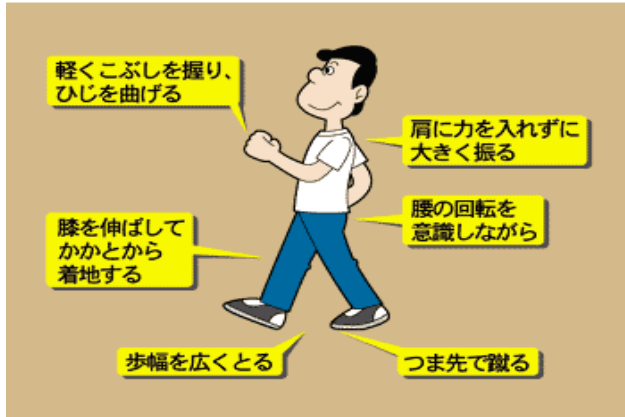 軽くこぶしを握り、
ひじを曲げる
肩に力を入れずに
大きく振る
腰の回転を
意識しながら
膝を伸ばして
かかとから
着地する
歩幅を広くとる
つま先で蹴る